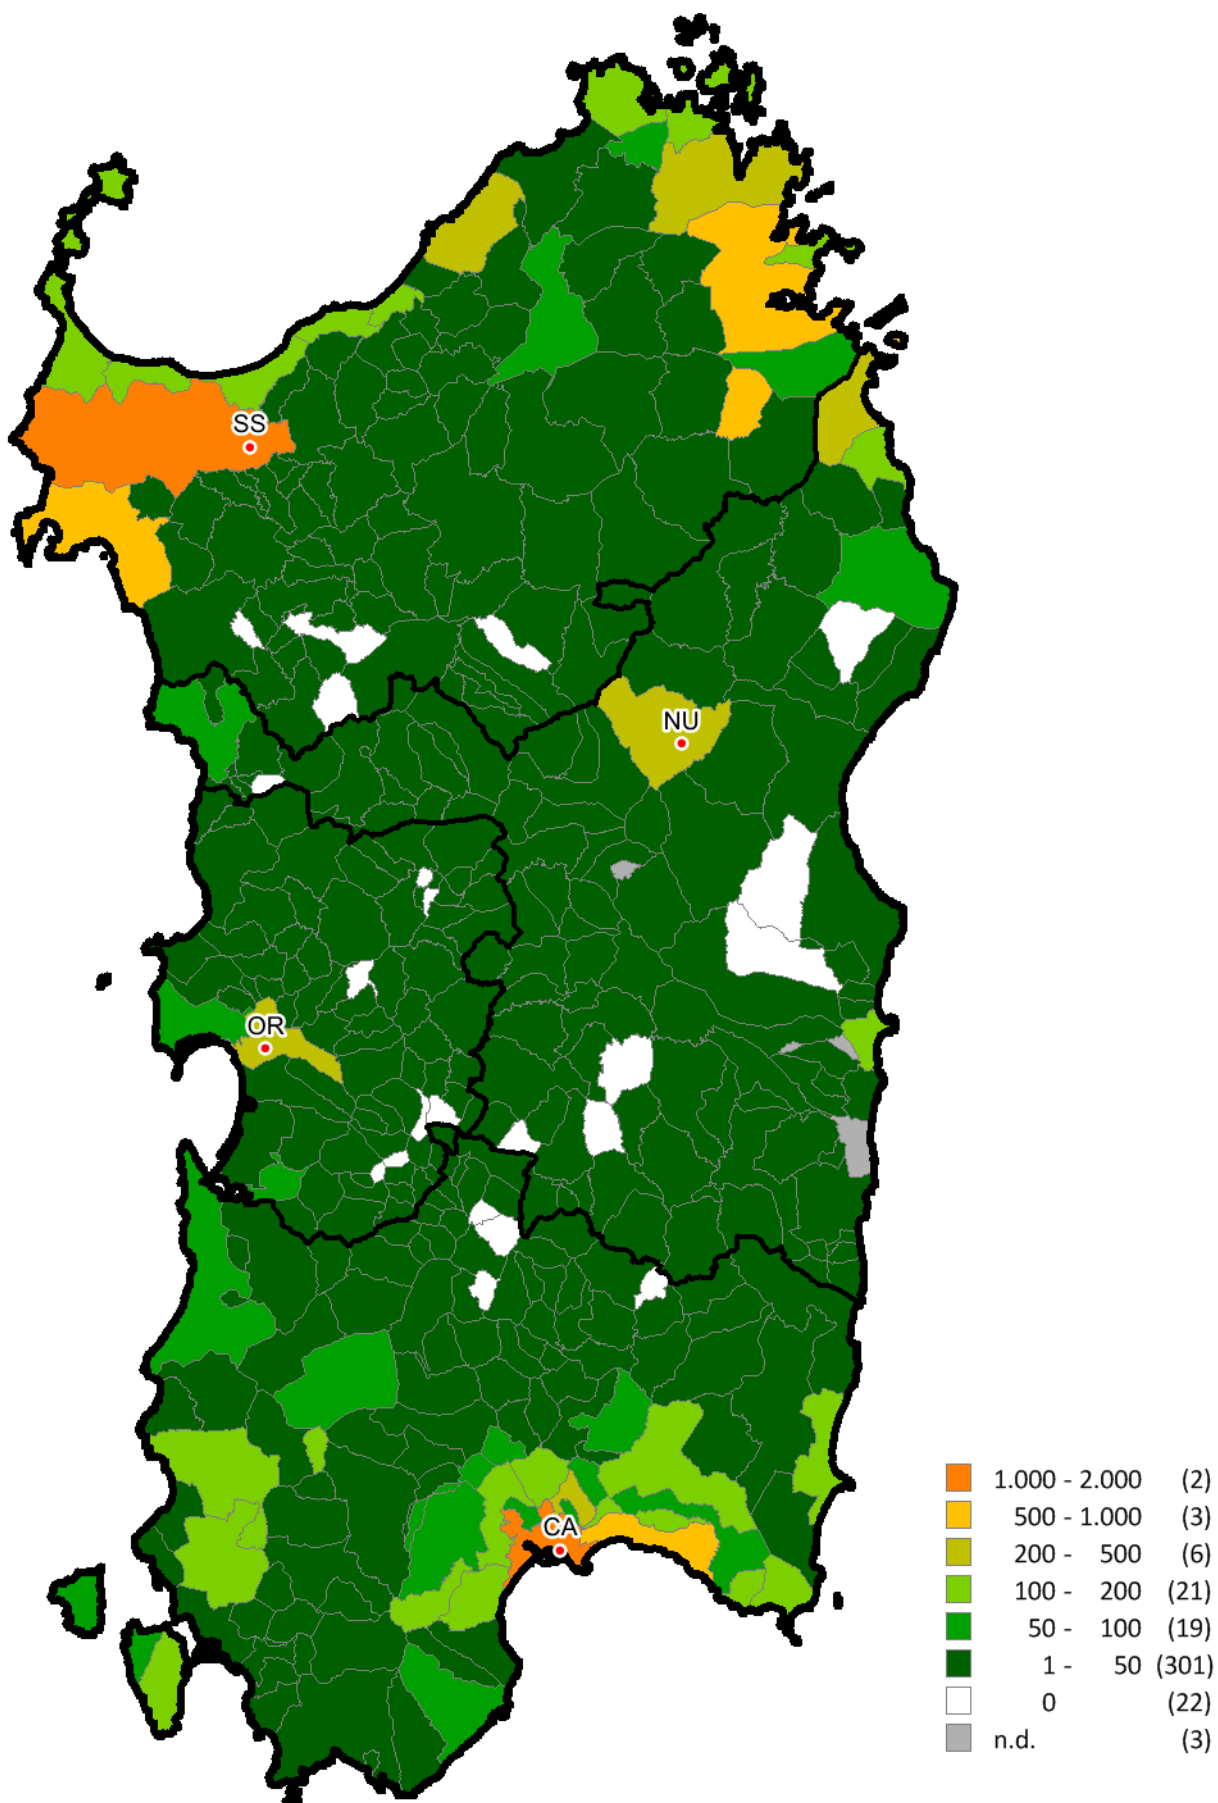 SS
NU
OR
CA
1.000 - 2.000 (2)
500 - 1.000 (3)
200 - 500 (6)
100 - 200 (21)
50 - 100 (19)
1 - 50 (301)
0 (22)
n.d. (3)